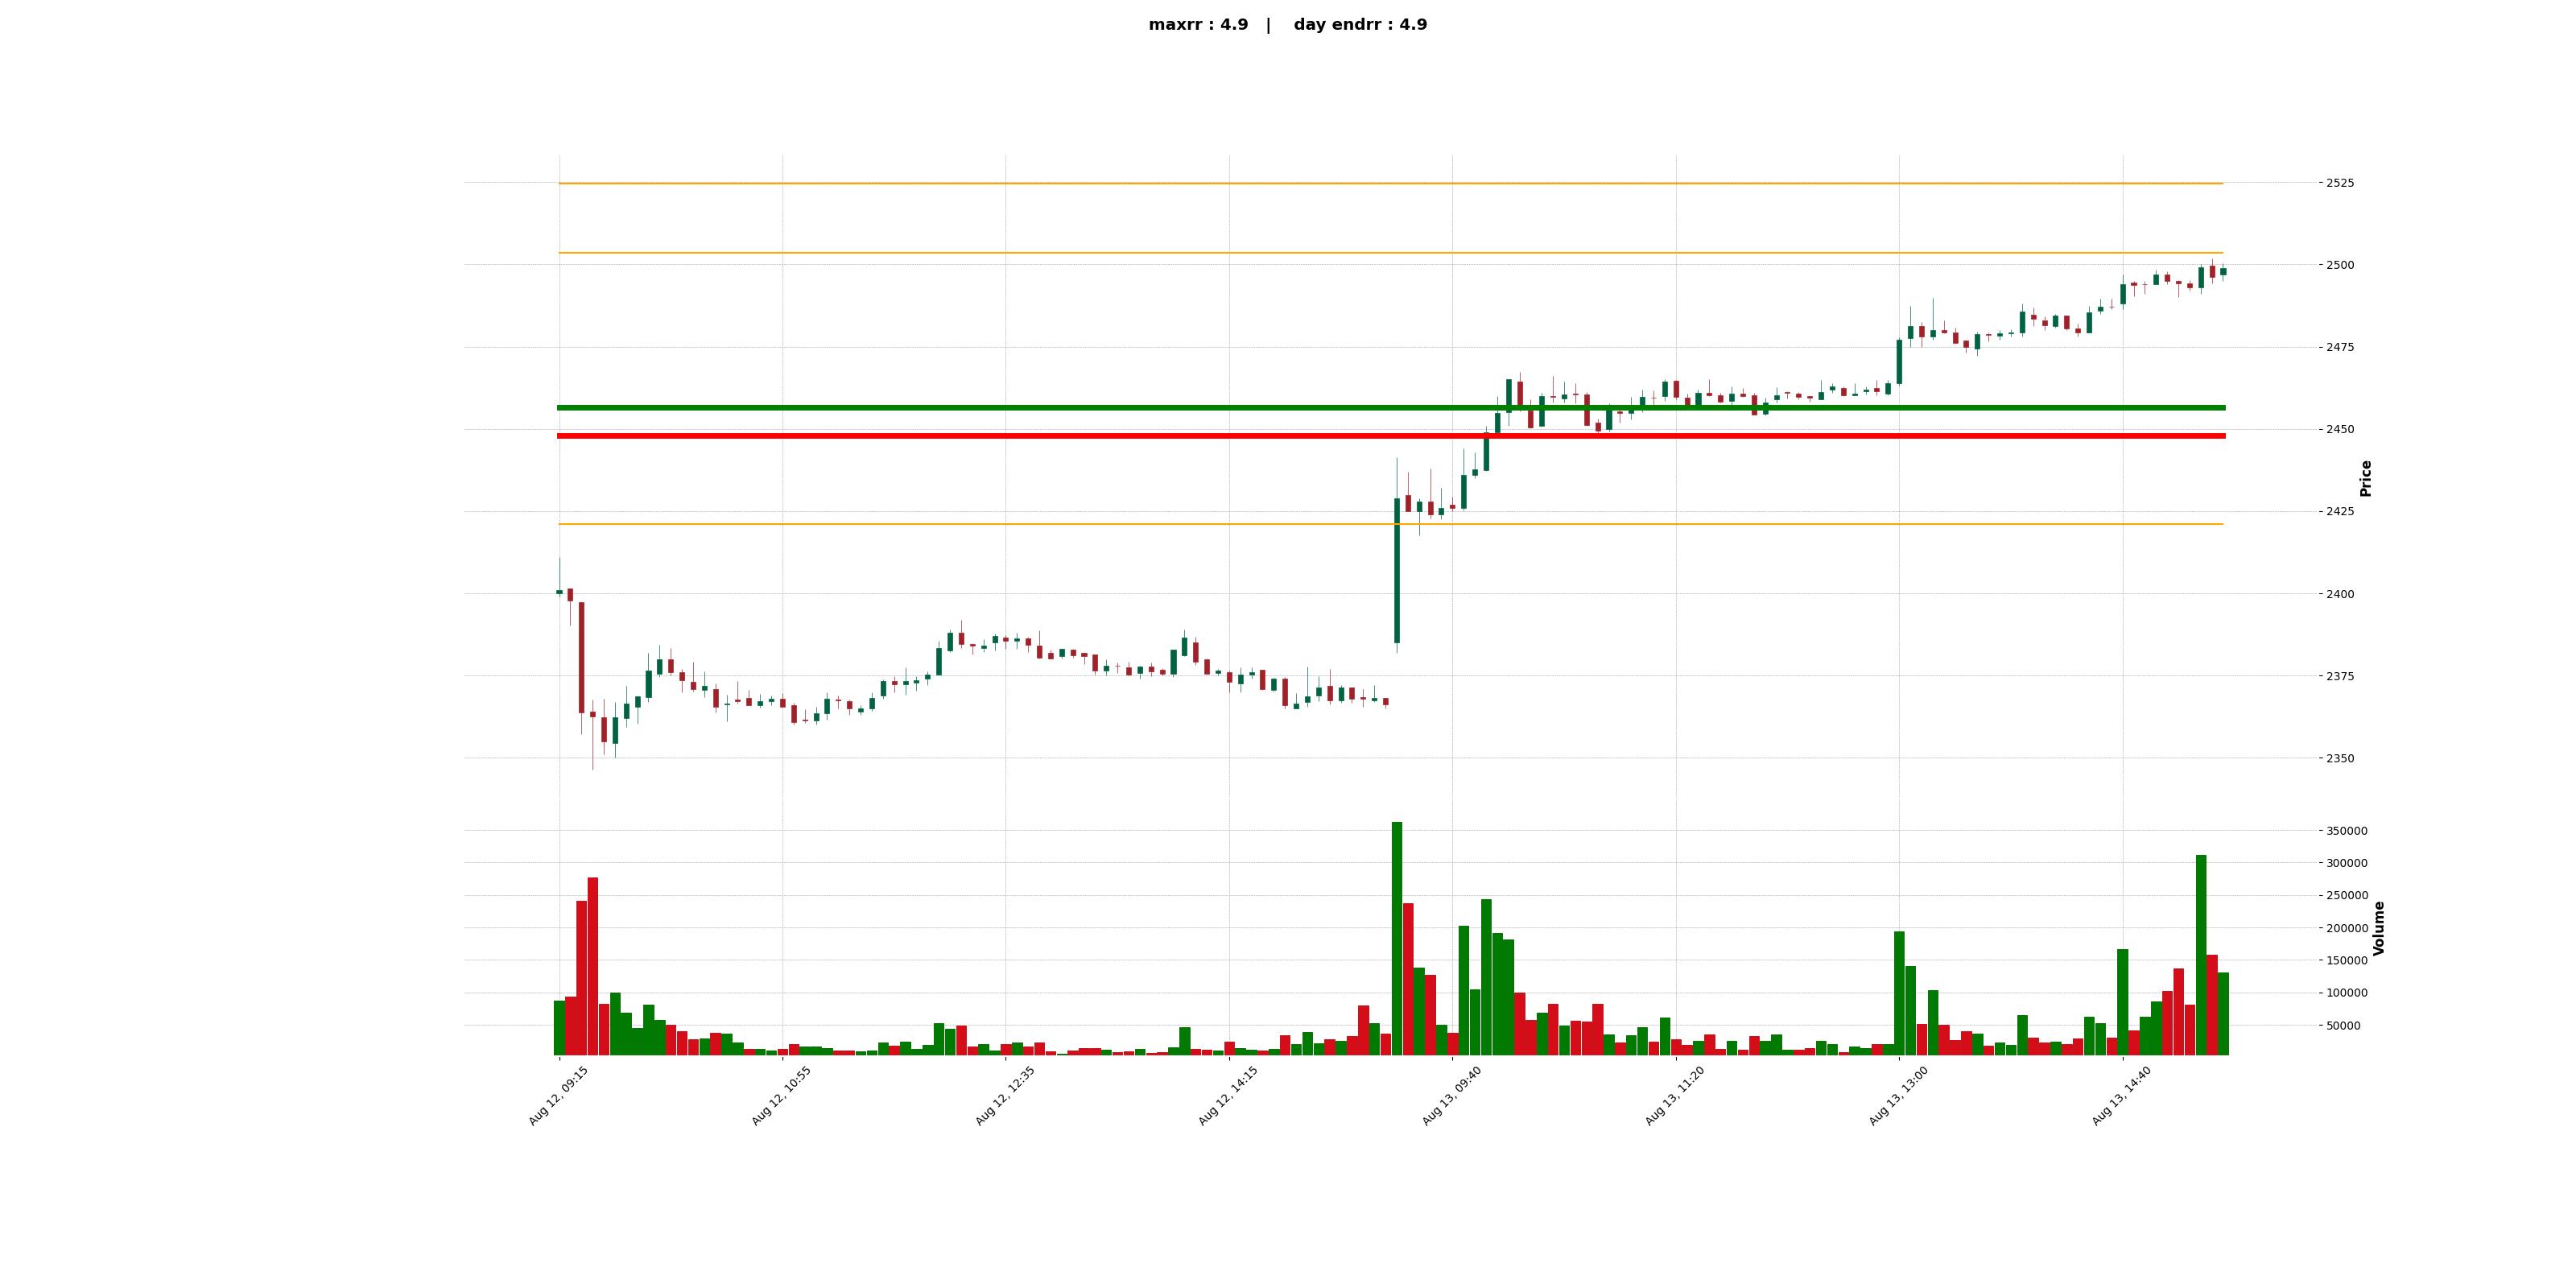 maxrr : 4.9 | day endrr : 4.9
2525
2500
2475
2450
2425
2400
2375
2350
Price
350000
300000
250000
200000
150000
100000
50000
Volume
Aug 12, 09:15
Aug 12, 10:55
Aug 12, 12:35
Aug 12, 14:15
Aug 13, 09:40
Aug 13, 11:20
Aug 13, 13:00
Aug 13, 14:40